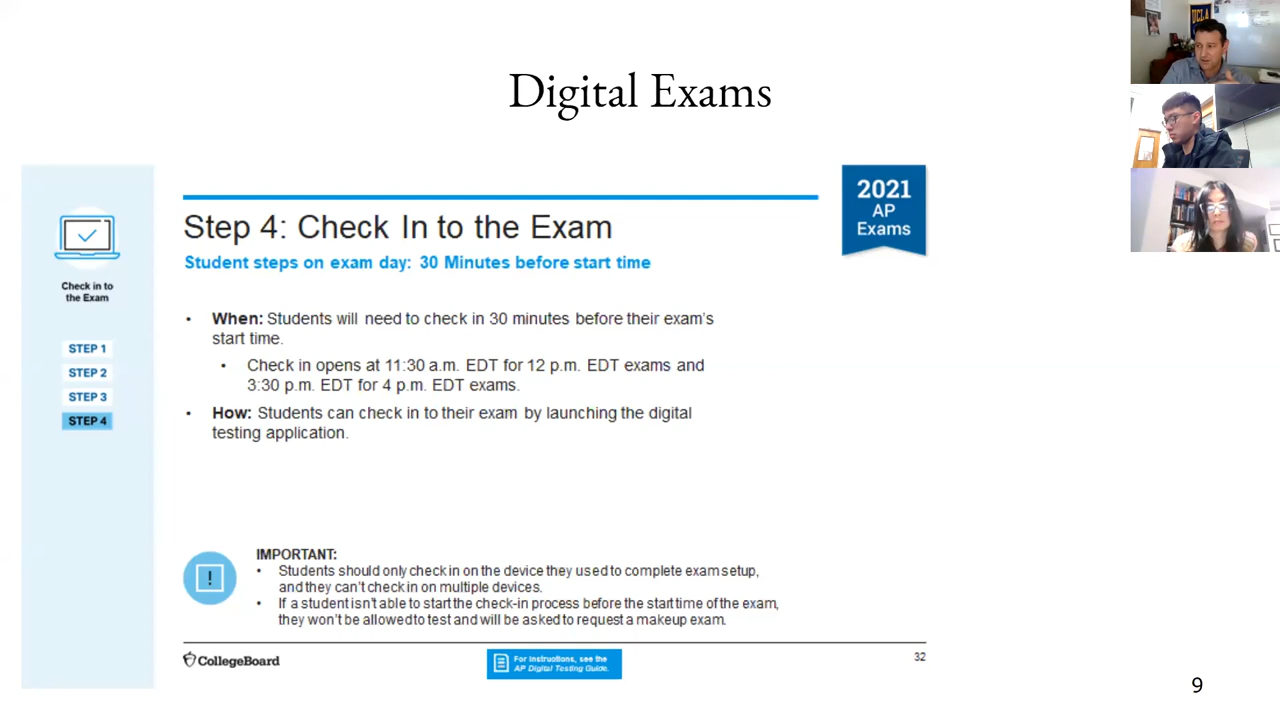 Digital Exams
UCLA
2021
AP
Exams
Step 4: Check In to the Exam
Student steps on exam day: 30 Minutes before start time
Check in to
the Exam
STEP 1
STEP 2
STEP 3
STEP 4
• When: Students will need to check in 30 minutes before their exam's
start time.
• Check in opens at 11:30 a.m. EDT for 12 p.m. EDT exams and
3:30 p.m. EDT for 4 p.m. EDT exams.
• How: Students can check in to their exam by launching the digital
testing application.
!
IMPORTANT:
• Students should only check in on the device they used to complete exam setup,
and they can't check in on multiple devices.
• If a student isn't able to start the check-in process before the start time of the exam,
they won't be allowed to test and will be asked to request a makeup exam.
CollegeBoard
For instructions, see the
AP Digital Testing Guide.
32
9